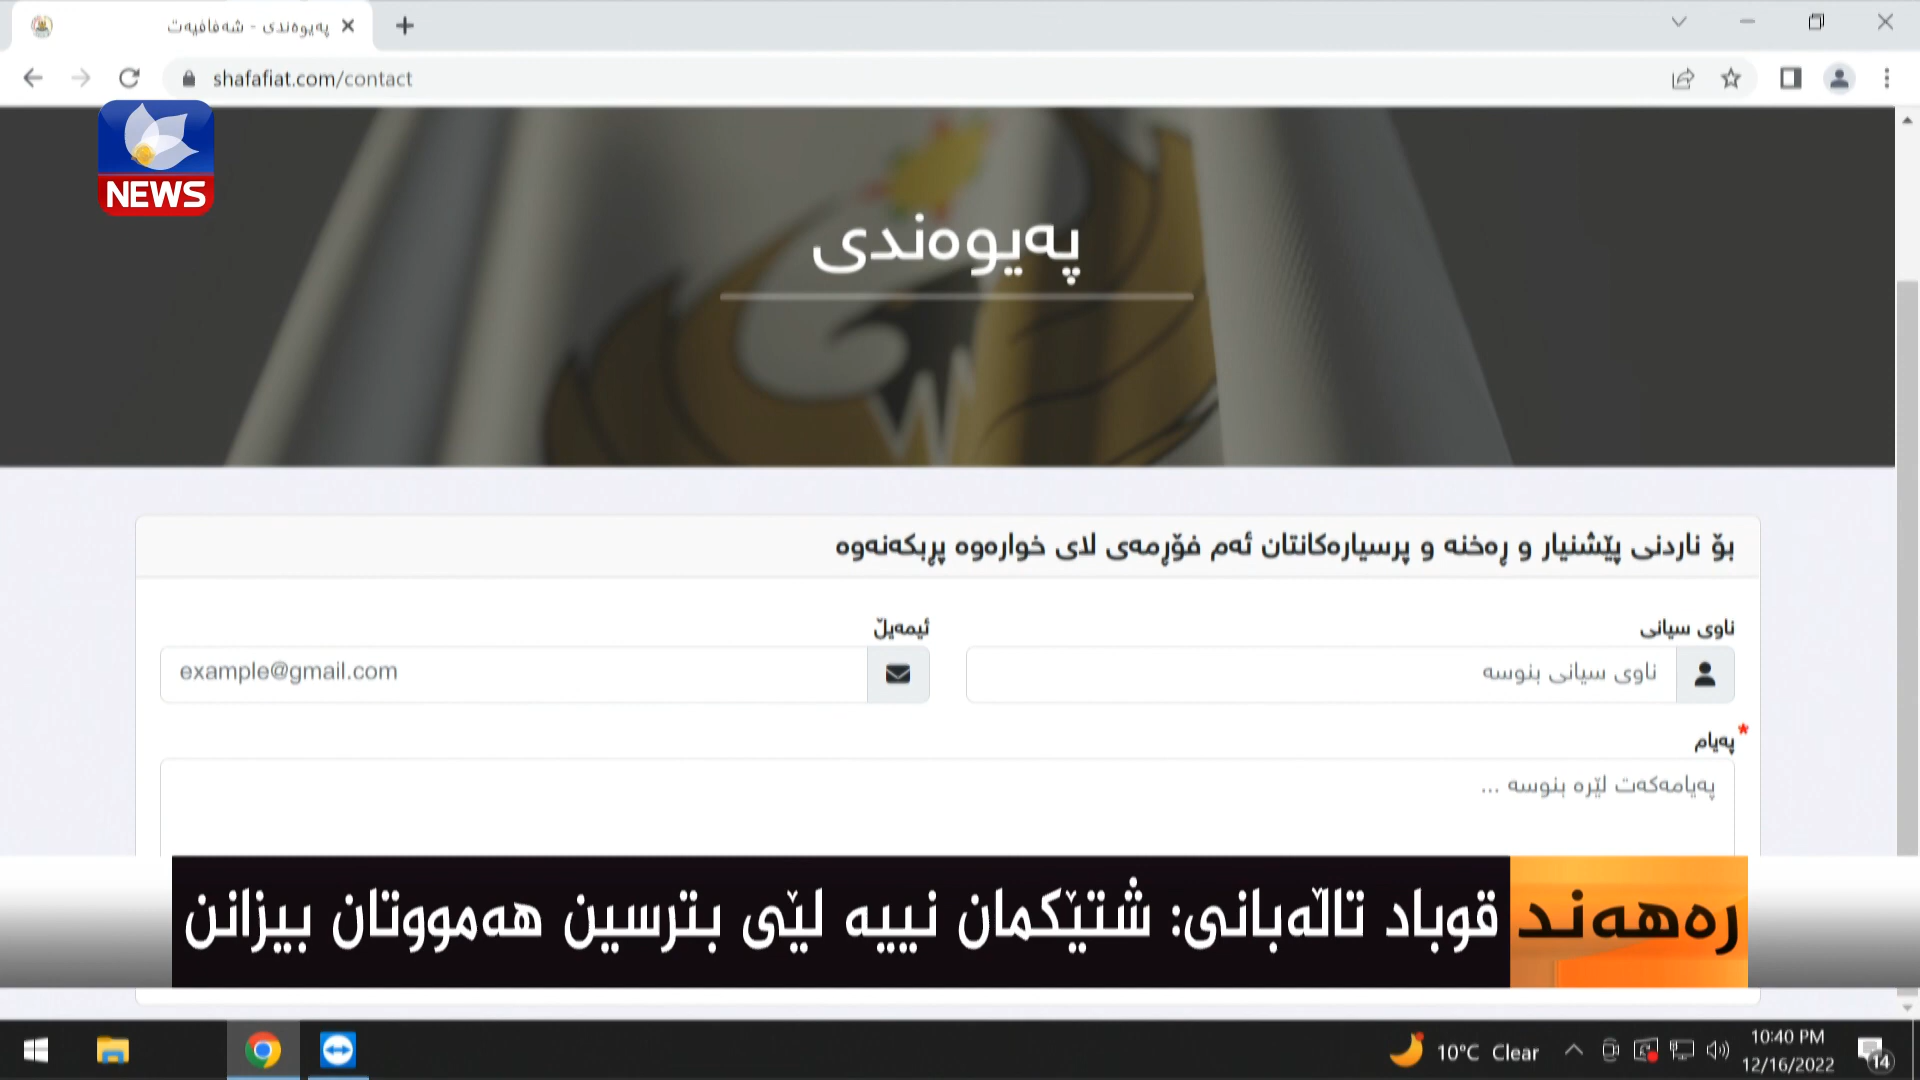 پەیوەندی - شەفافیەت
shafafiat.com/contact
NEWS
پەیوەندی
بۆ ناردنی پێشنیار و ڕەخنە و پرسیارەکانتان ئەم فۆڕمەی لای خوارەوە پڕبکەنەوە
ناوی سیانی
ناوی سیانی بنوسە
ئیمەیڵ
example@gmail.com
پەیام *
پەیامەکەت لێرە بنوسە ...
رەهەند
قوباد تاڵەبانی: شتێکمان نییە لێی بترسین هەمووتان بیزانن
10°C Clear
10:40 PM
12/16/2022
14